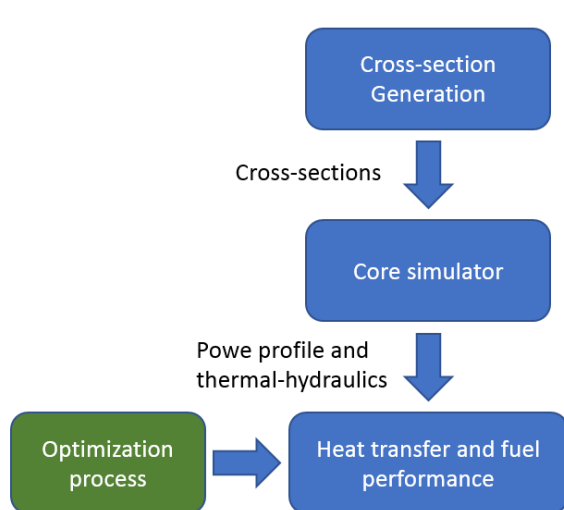 Cross-section
Generation
Cross-sections
Core simulator
Powe profile and
thermal-hydraulics
Optimization
process
Heat transfer and fuel
performance